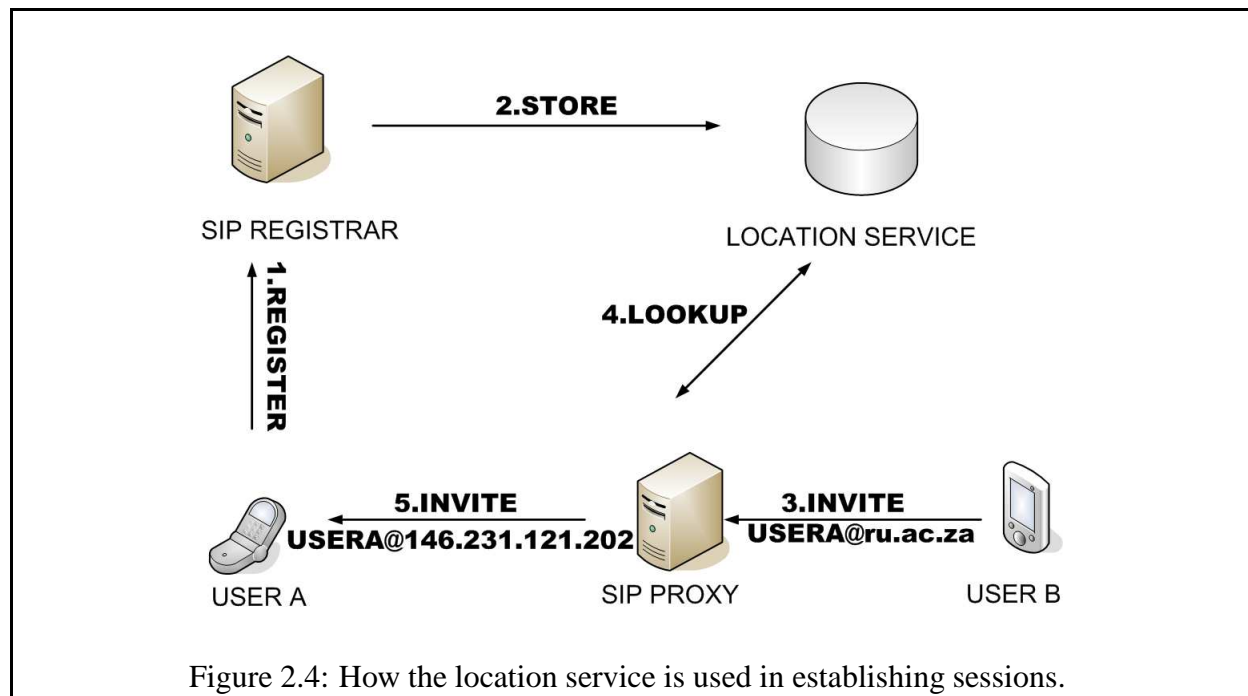 2.STORE
SIP REGISTRAR
LOCATION SERVICE
1.REGISTER
4.LOOKUP
5.INVITE
USERA@146.231.121.202
3.INVITE
USERA@ru.ac.za
USER A
SIP PROXY
USER B
Figure 2.4: How the location service is used in establishing sessions.